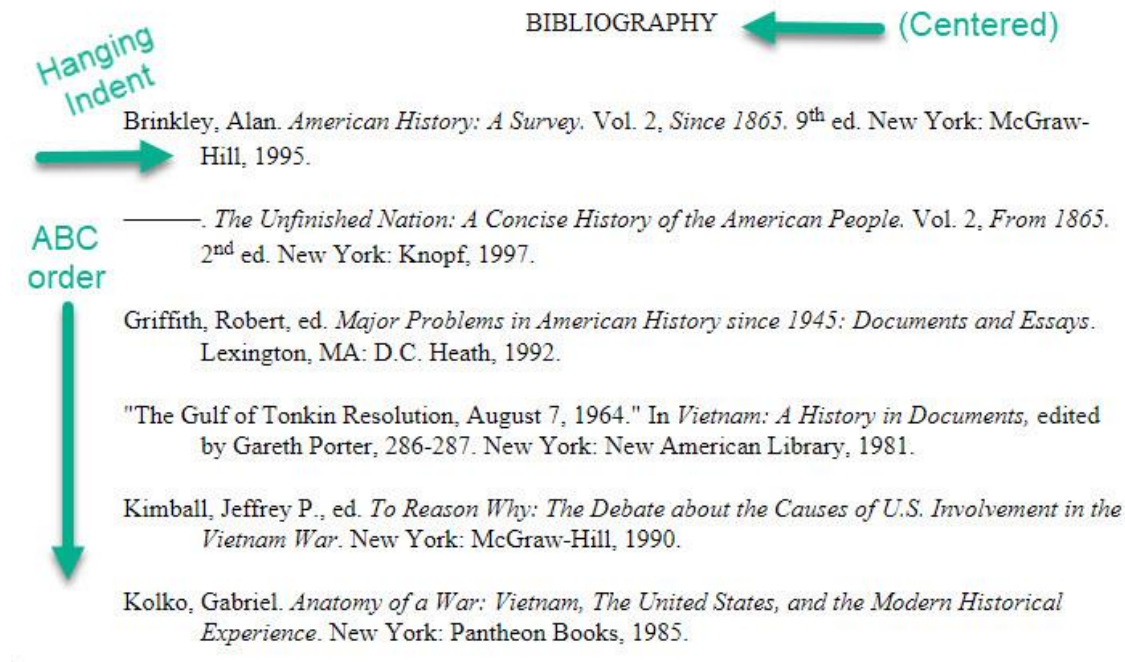 BIBLIOGRAPHY
(Centered)
Hanging
Indent
Brinkley, Alan. American History: A Survey. Vol. 2, Since 1865. 9th ed. New York: McGraw-
Hill, 1995.
———. The Unfinished Nation: A Concise History of the American People. Vol. 2, From 1865.
2nd ed. New York: Knopf, 1997.
ABC
order
Griffith, Robert, ed. Major Problems in American History since 1945: Documents and Essays.
Lexington, MA: D.C. Heath, 1992.
"The Gulf of Tonkin Resolution, August 7, 1964." In Vietnam: A History in Documents, edited
by Gareth Porter, 286-287. New York: New American Library, 1981.
Kimball, Jeffrey P., ed. To Reason Why: The Debate about the Causes of U.S. Involvement in the
Vietnam War. New York: McGraw-Hill, 1990.
Kolko, Gabriel. Anatomy of a War: Vietnam, The United States, and the Modern Historical
Experience. New York: Pantheon Books, 1985.